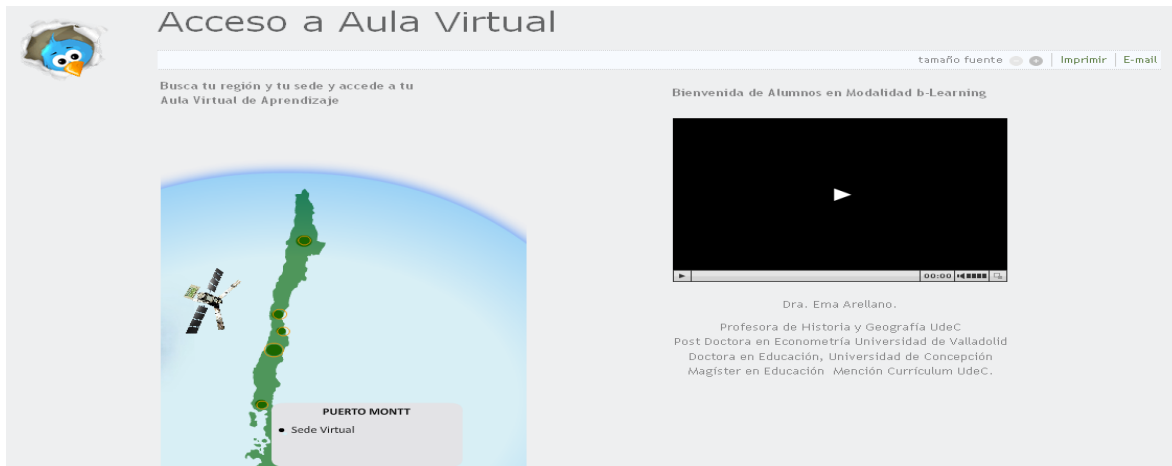 Acceso a Aula Virtual
tamaño fuente
Imprimir
E-mail
Busca tu región y tu sede y accede a tu
Aula Virtual de Aprendizaje
Bienvenida de Alumnos en Modalidad b-Learning
00:00
Dra. Ema Arellano.
Profesora de Historia y Geografía UdeC
Post Doctora en Econometría Universidad de Valladolid
Doctora en Educación, Universidad de Concepción
Magíster en Educación Mención Currículum UdeC.
PUERTO MONTT
Sede Virtual